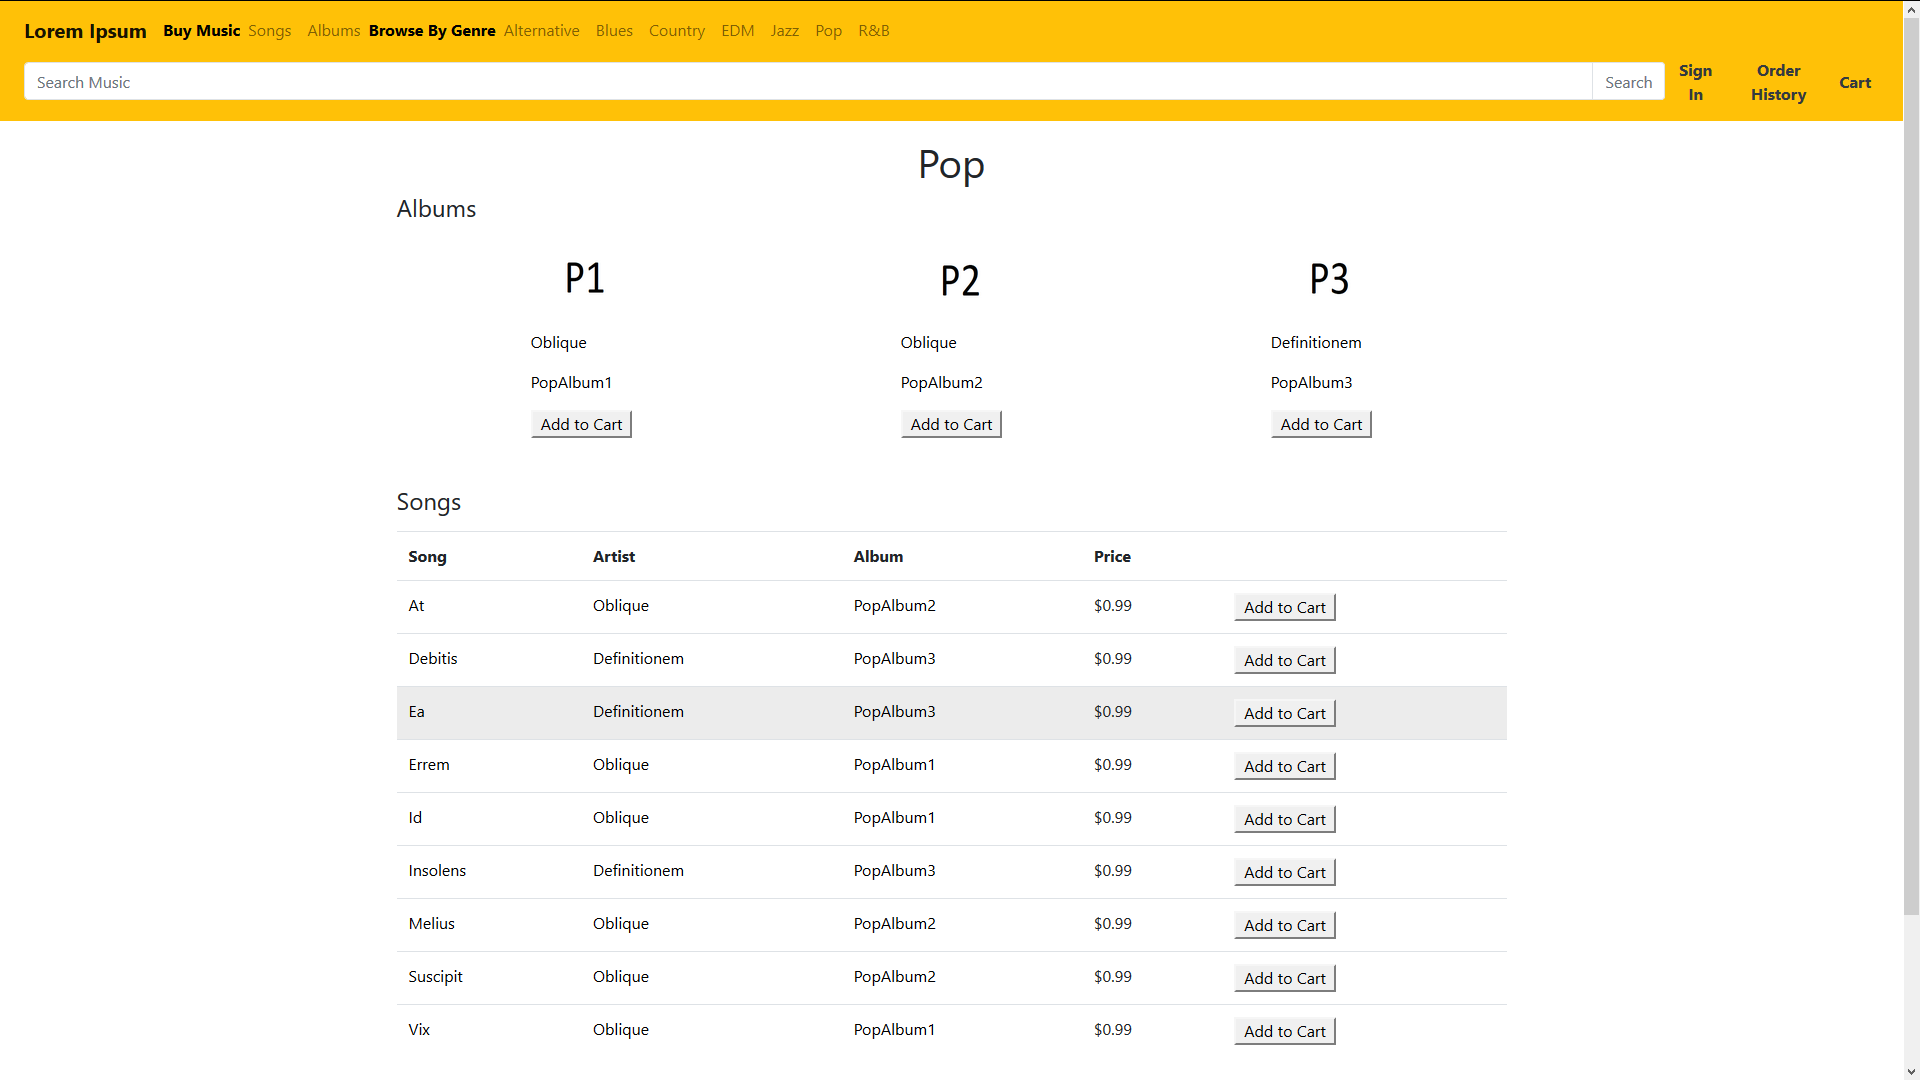 Lorem Ipsum Buy Music Songs Albums Browse By Genre Alternative Blues Country EDM Jazz Pop R&B
Search Music Search Sign In Order History Cart
Pop
Albums
P1 P2 P3
Oblique Oblique Definitionem
PopAlbum1 PopAlbum2 PopAlbum3
Add to Cart Add to Cart Add to Cart
Songs
Song Artist Album Price
At Oblique PopAlbum2 $0.99 Add to Cart
Debitis Definitionem PopAlbum3 $0.99 Add to Cart
Ea Definitionem PopAlbum3 $0.99 Add to Cart
Errem Oblique PopAlbum1 $0.99 Add to Cart
Id Oblique PopAlbum1 $0.99 Add to Cart
Insolens Definitionem PopAlbum3 $0.99 Add to Cart
Melius Oblique PopAlbum2 $0.99 Add to Cart
Suscipit Oblique PopAlbum2 $0.99 Add to Cart
Vix Oblique PopAlbum1 $0.99 Add to Cart